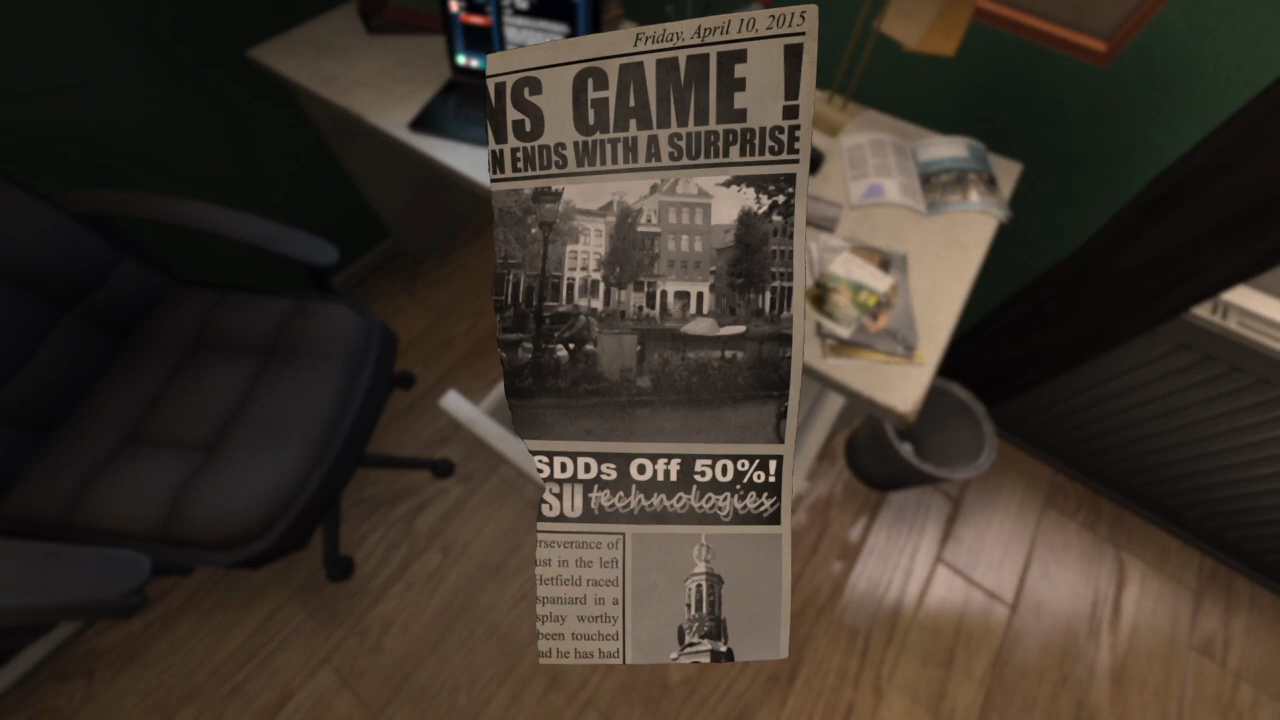 Friday, April 10, 2015
NS GAME !
N ENDS WITH A SURPRISE
SDDs Off 50%!
SU technologies
erseverance of
ust in the left
Hetfield raced
spaniard in a
splay worthy
been touched
ad he has had